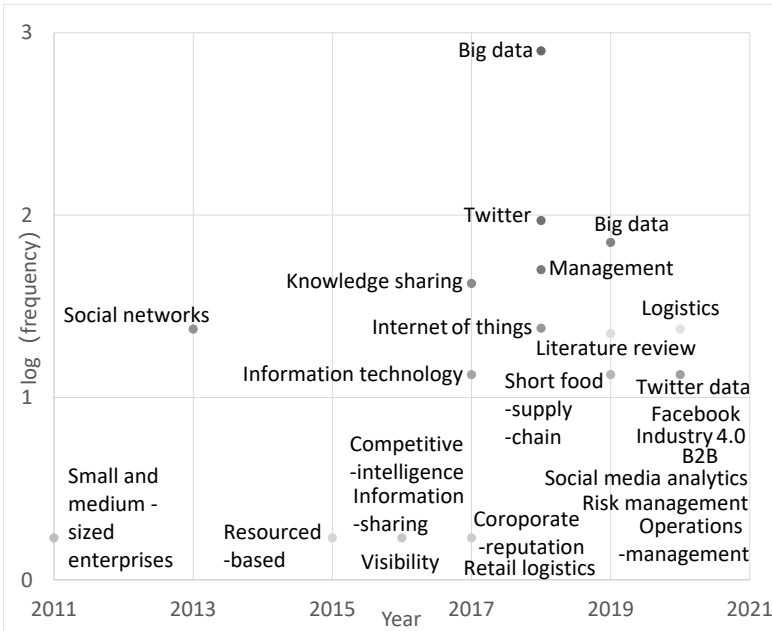 3
Big data
2
Twitter
Big data
Management
Knowledge sharing
Logistics
Social networks
Internet of things
Literature review
Information technology
Short food
-supply
-chain
Twitter data
1
Facebook
Industry 4.0
B2B
Competitive
-intelligence
Information
-sharing
Social media analytics
Small and
medium -
sized
enterprises
Risk management
Resourced
-based
Coroporate
-reputation
Operations
-management
Visibility
Retail logistics
0
log (frequency)
2011
2013
2015
2017
2019
2021
Year